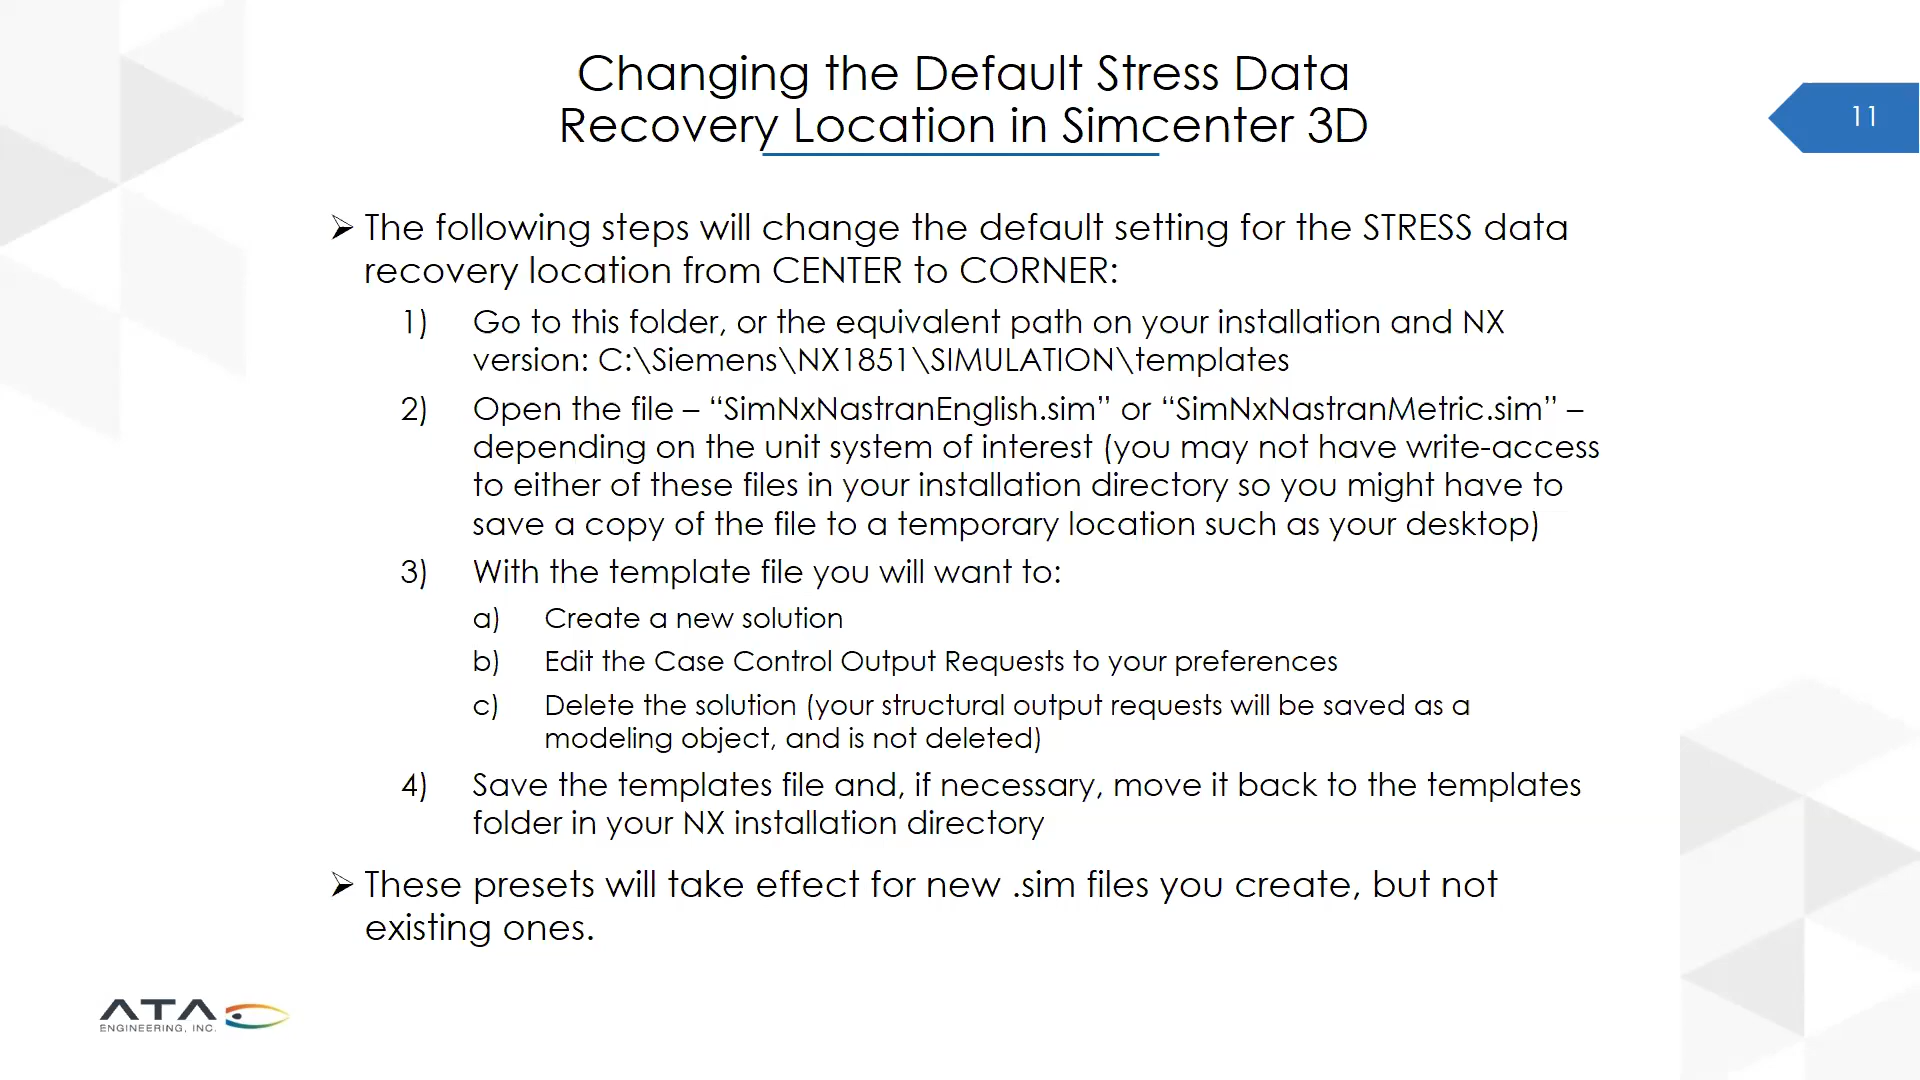 Changing the Default Stress Data
Recovery Location in Simcenter 3D
11
➢ The following steps will change the default setting for the STRESS data
recovery location from CENTER to CORNER:
1) Go to this folder, or the equivalent path on your installation and NX
version: C:\Siemens\NX1851\SIMULATION\templates
2) Open the file – “SimNxNastranEnglish.sim” or “SimNxNastranMetric.sim” –
depending on the unit system of interest (you may not have write-access
to either of these files in your installation directory so you might have to
save a copy of the file to a temporary location such as your desktop)
3) With the template file you will want to:
a) Create a new solution
b) Edit the Case Control Output Requests to your preferences
c) Delete the solution (your structural output requests will be saved as a
modeling object, and is not deleted)
4) Save the templates file and, if necessary, move it back to the templates
folder in your NX installation directory
➢ These presets will take effect for new .sim files you create, but not
existing ones.
ATA
ENGINEERING, INC.